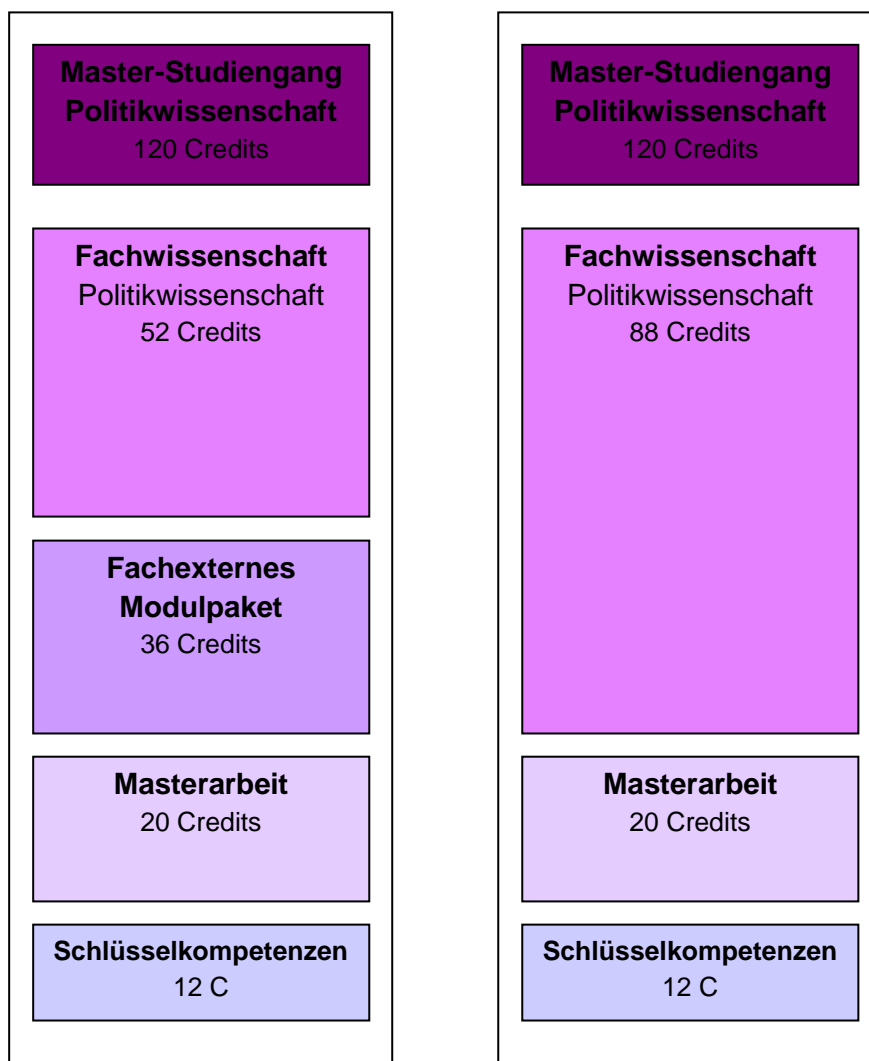 Master-Studiengang
Politikwissenschaft
120 Credits
Fachwissenschaft
Politikwissenschaft
52 Credits
Fachexternes
Modulpaket
36 Credits
Masterarbeit
20 Credits
Schlüsselkompetenzen
12 C
Master-Studiengang
Politikwissenschaft
120 Credits
Fachwissenschaft
Politikwissenschaft
88 Credits
Masterarbeit
20 Credits
Schlüsselkompetenzen
12 C